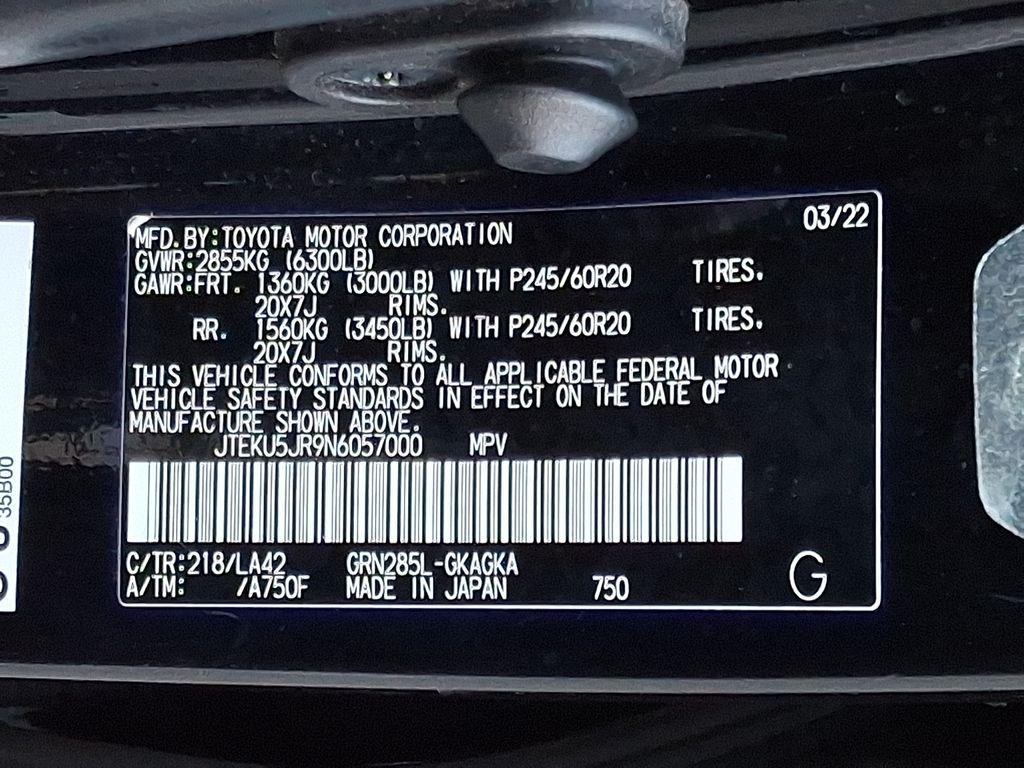 03/22
MFD.BY:TOYOTA MOTOR CORPORATION
GVWR:2855KG (6300LB)
GAWR:FRT. 1360KG (3000LB) WITH P245/60R20 TIRES.
20X7J RIMS.
RR. 1560KG (3450LB) WITH P245/60R20 TIRES.
20X7J RIMS.
THIS VEHICLE CONFORMS TO ALL APPLICABLE FEDERAL MOTOR
VEHICLE SAFETY STANDARDS IN EFFECT ON THE DATE OF
MANUFACTURE SHOWN ABOVE.
JTEKU5JR9N6057000 MPV
C/TR:218/LA42 GRN285L-GKAGKA
A/TM: /A750F MADE IN JAPAN 750
G
35B00